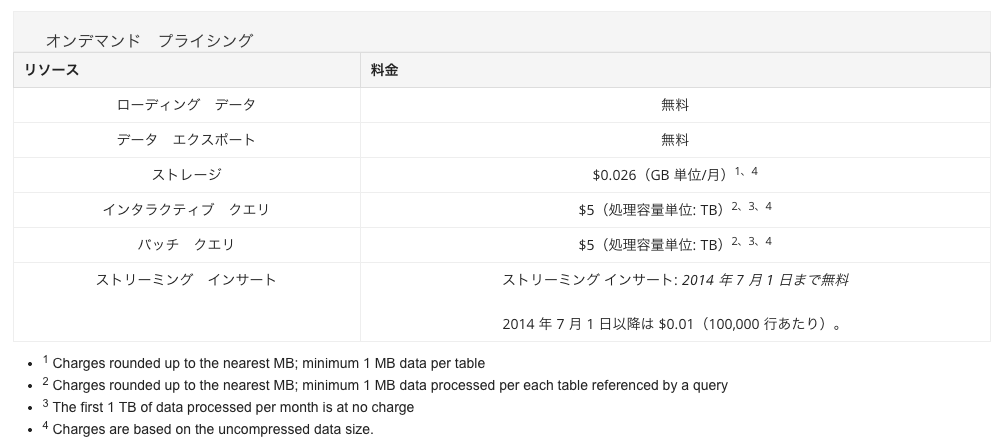 オンデマンド　プライシング
リソース 料金
ローディング　データ 無料
データ　エクスポート 無料
ストレージ $0.026（GB 単位/月）1、4
インタラクティブ　クエリ $5（処理容量単位: TB）2、3、4
バッチ　クエリ $5（処理容量単位: TB）2、3、4
ストリーミング　インサート ストリーミング インサート: 2014 年 7 月 1 日まで無料
2014 年 7 月 1 日以降は $0.01（100,000 行あたり）。
• 1 Charges rounded up to the nearest MB; minimum 1 MB data per table
• 2 Charges rounded up to the nearest MB; minimum 1 MB data processed per each table referenced by a query
• 3 The first 1 TB of data processed per month is at no charge
• 4 Charges are based on the uncompressed data size.